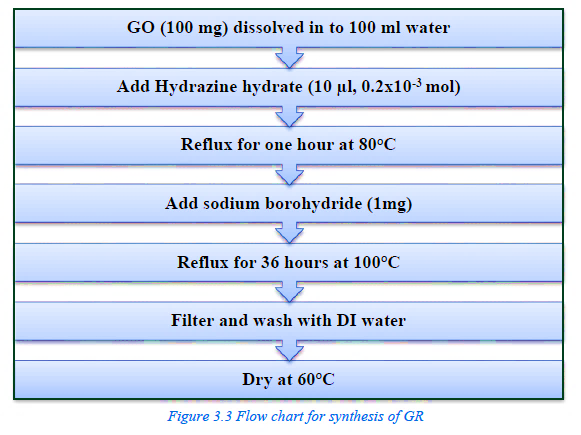 GO (100 mg) dissolved in to 100 ml water
Add Hydrazine hydrate (10 µl, 0.2x10⁻³ mol)
Reflux for one hour at 80°C
Add sodium borohydride (1mg)
Reflux for 36 hours at 100°C
Filter and wash with DI water
Dry at 60°C
Figure 3.3 Flow chart for synthesis of GR